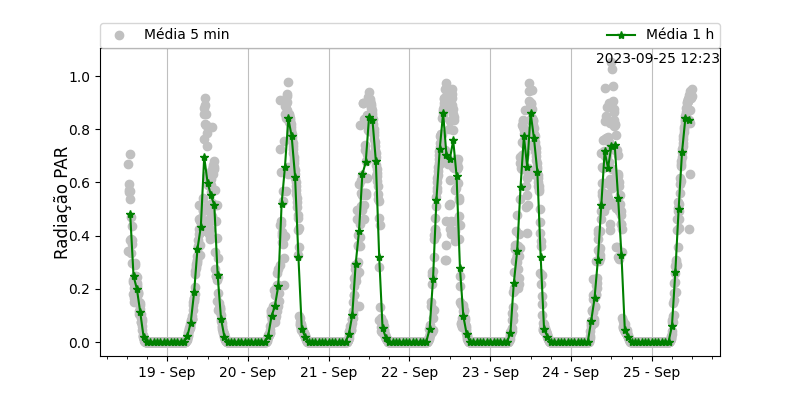 Média 5 min
Média 1 h
2023-09-25 12:23
Radiação PAR
1.0
0.8
0.6
0.4
0.2
0.0
19 - Sep
20 - Sep
21 - Sep
22 - Sep
23 - Sep
24 - Sep
25 - Sep